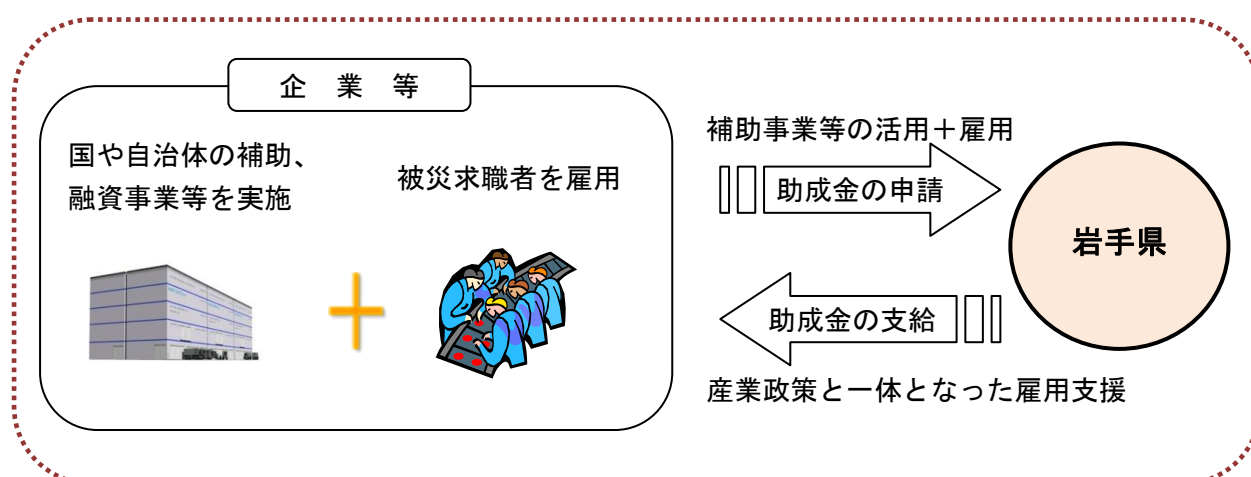 企　業　等
国や自治体の補助、
融資事業等を実施
被災求職者を雇用
補助事業等の活用＋雇用
助成金の申請
岩手県
助成金の支給
産業政策と一体となった雇用支援